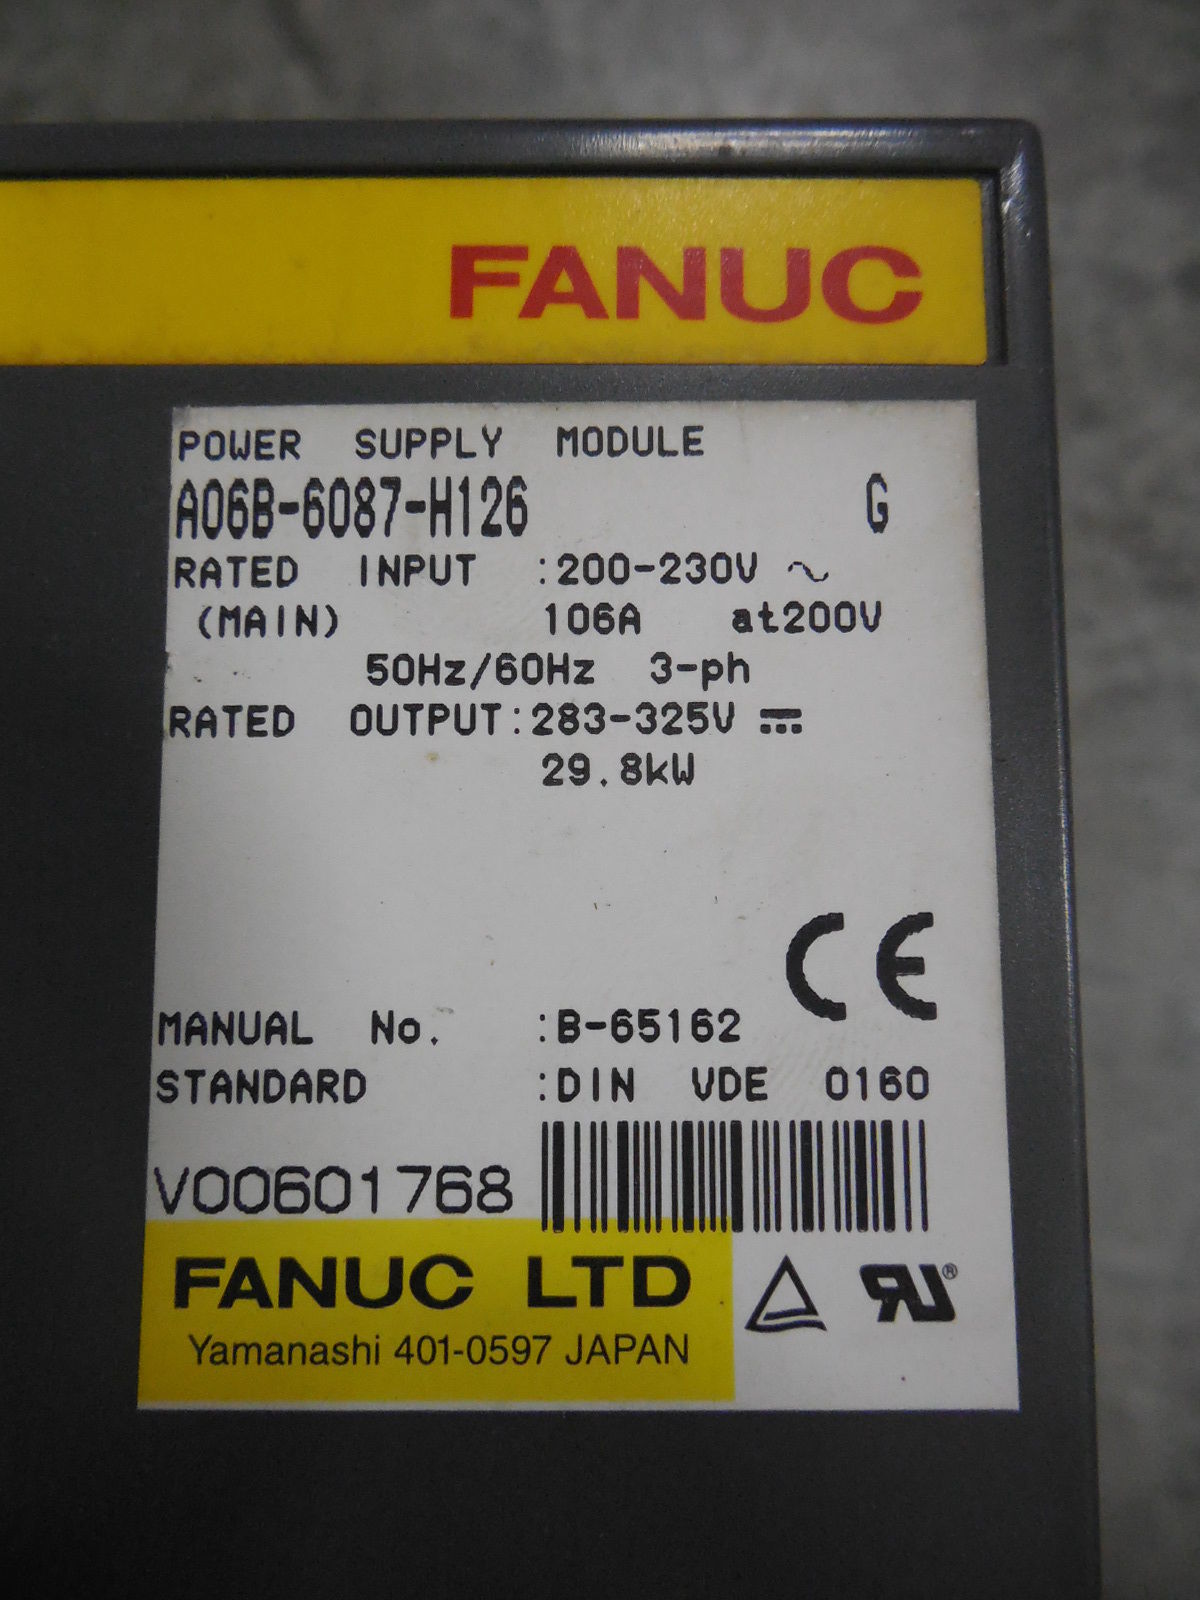 FANUC
POWER SUPPLY MODULE
A06B-6087-H126 G
RATED INPUT :200-230V ~
(MAIN) 106A at200V
50Hz/60Hz 3-ph
RATED OUTPUT:283-325V ⎓
29.8kW
CE
MANUAL No. :B-65162
STANDARD :DIN VDE 0160
V00601768
FANUC LTD
Yamanashi 401-0597 JAPAN
RU®